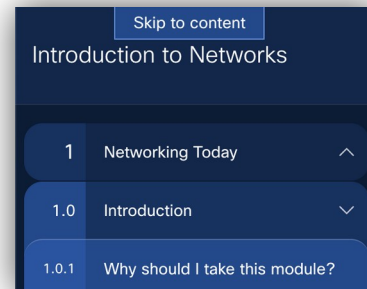 Skip to content
Introduction to Networks
1 Networking Today
1.0 Introduction
1.0.1 Why should I take this module?